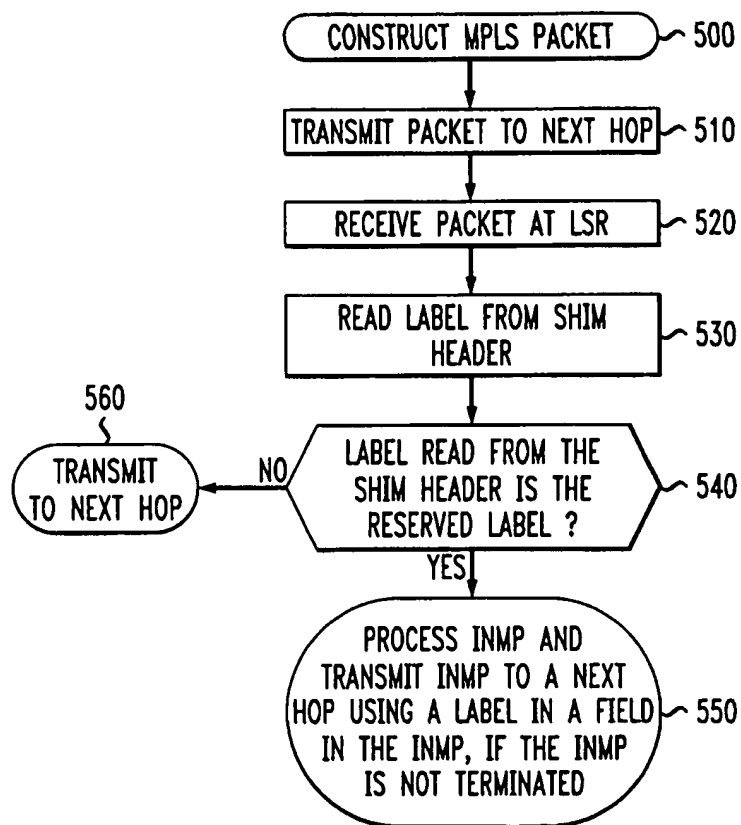 CONSTRUCT MPLS PACKET
500
TRANSMIT PACKET TO NEXT HOP
510
RECEIVE PACKET AT LSR
520
READ LABEL FROM SHIM
HEADER
530
560
TRANSMIT
TO NEXT HOP
NO
LABEL READ FROM THE
SHIM HEADER IS THE
RESERVED LABEL ?
540
YES
PROCESS INMP AND
TRANSMIT INMP TO A NEXT
HOP USING A LABEL IN A FIELD
IN THE INMP, IF THE INMP
IS NOT TERMINATED
550